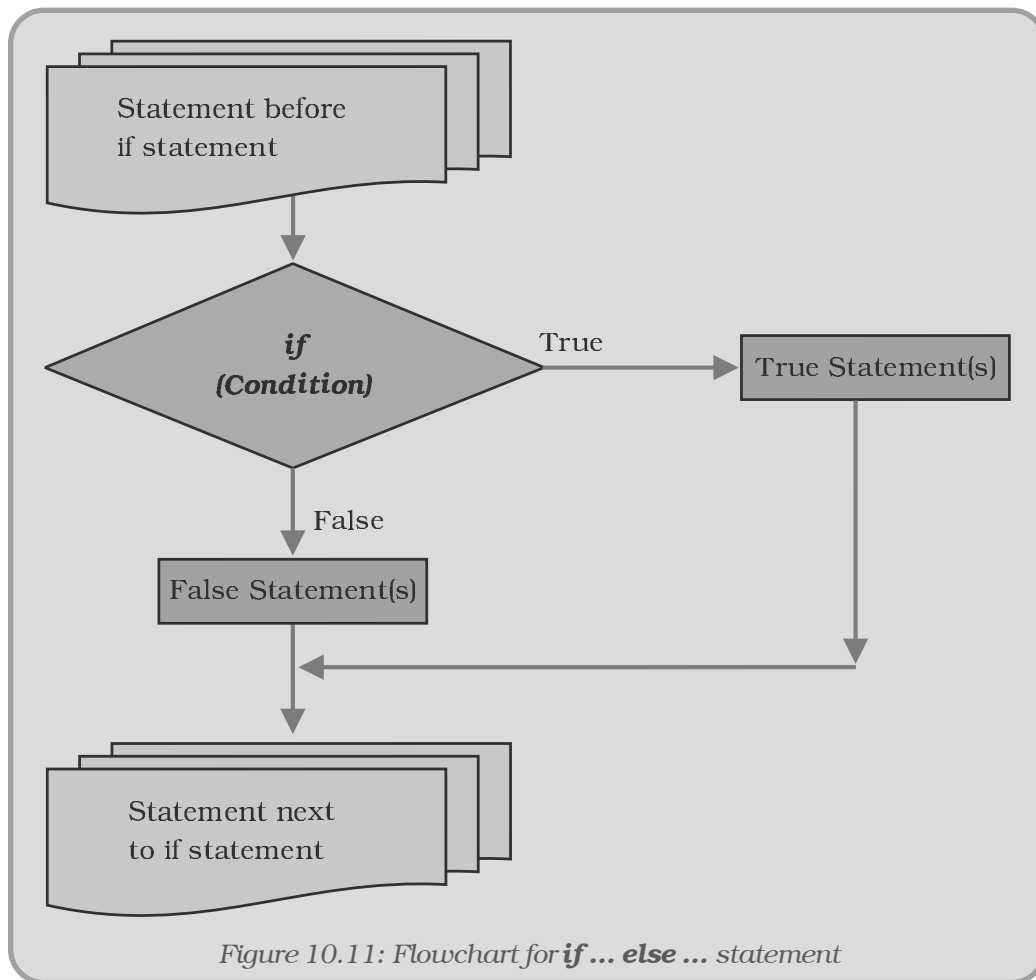 Statement before
if statement
if
(Condition)
True
True Statement(s)
False
False Statement(s)
Statement next
to if statement
Figure 10.11: Flowchart for if ... else ... statement